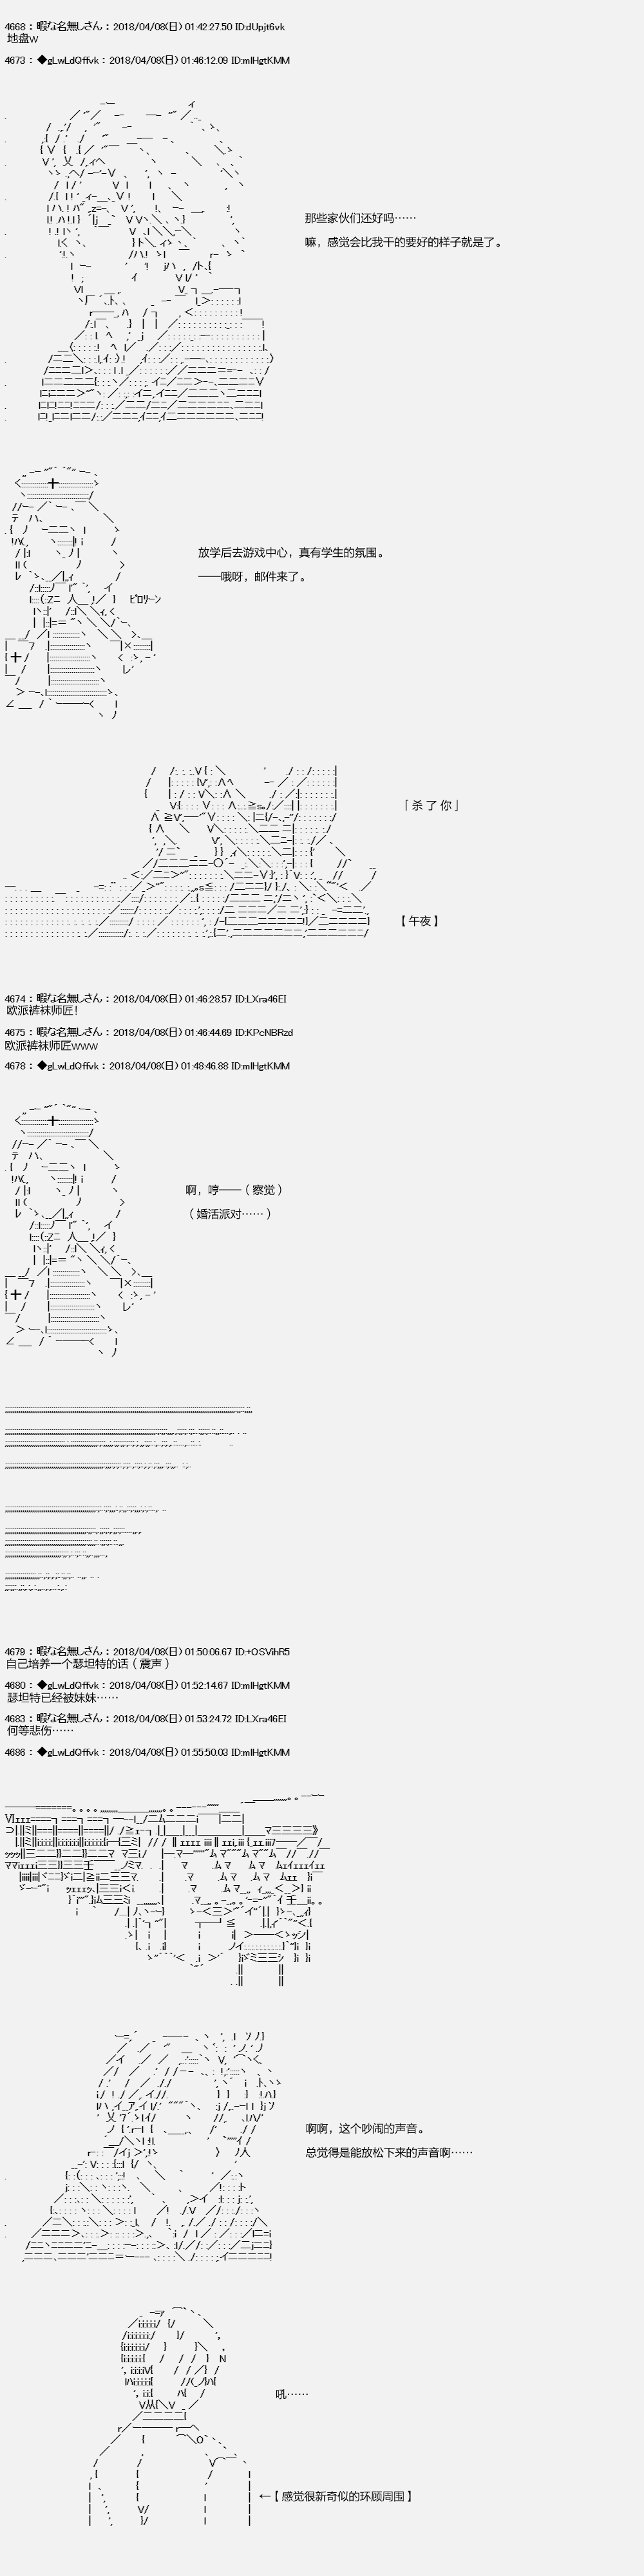 4668 : 暇な名無しさん : 2018/04/08(日) 01:42:27.50 ID:dUpjt6vk
地盘w
4673 : ◆gLwLdQffvk : 2018/04/08(日) 01:46:12.09 ID:mIHgtKMM
那些家伙们还好吗……
嘛，感觉会比我干的要好的样子就是了。
放学后去游戏中心，真有学生的氛围。
ﾋﾟﾛﾘｰﾝ
──哦呀，邮件来了。
「 杀 了 你 」
【 午夜 】
4674 : 暇な名無しさん : 2018/04/08(日) 01:46:28.57 ID:LXra46EI
欧派裤袜师匠！
4675 : 暇な名無しさん : 2018/04/08(日) 01:46:44.69 ID:KPcNBRzd
欧派裤袜师匠www
4678 : ◆gLwLdQffvk : 2018/04/08(日) 01:48:46.88 ID:mIHgtKMM
啊，哼──（ 察觉 ）
（ 婚活派对…… ）
4679 : 暇な名無しさん : 2018/04/08(日) 01:50:06.67 ID:+OSVihR5
自己培养一个瑟坦特的话（ 震声 ）
4680 : ◆gLwLdQffvk : 2018/04/08(日) 01:52:14.67 ID:mIHgtKMM
瑟坦特已经被妹妹……
4683 : 暇な名無しさん : 2018/04/08(日) 01:53:24.72 ID:LXra46EI
何等悲伤……
4686 : ◆gLwLdQffvk : 2018/04/08(日) 01:55:50.03 ID:mIHgtKMM
啊啊，这个吵闹的声音。
总觉得是能放松下来的声音啊……
吼……
←【 感觉很新奇似的环顾周围 】